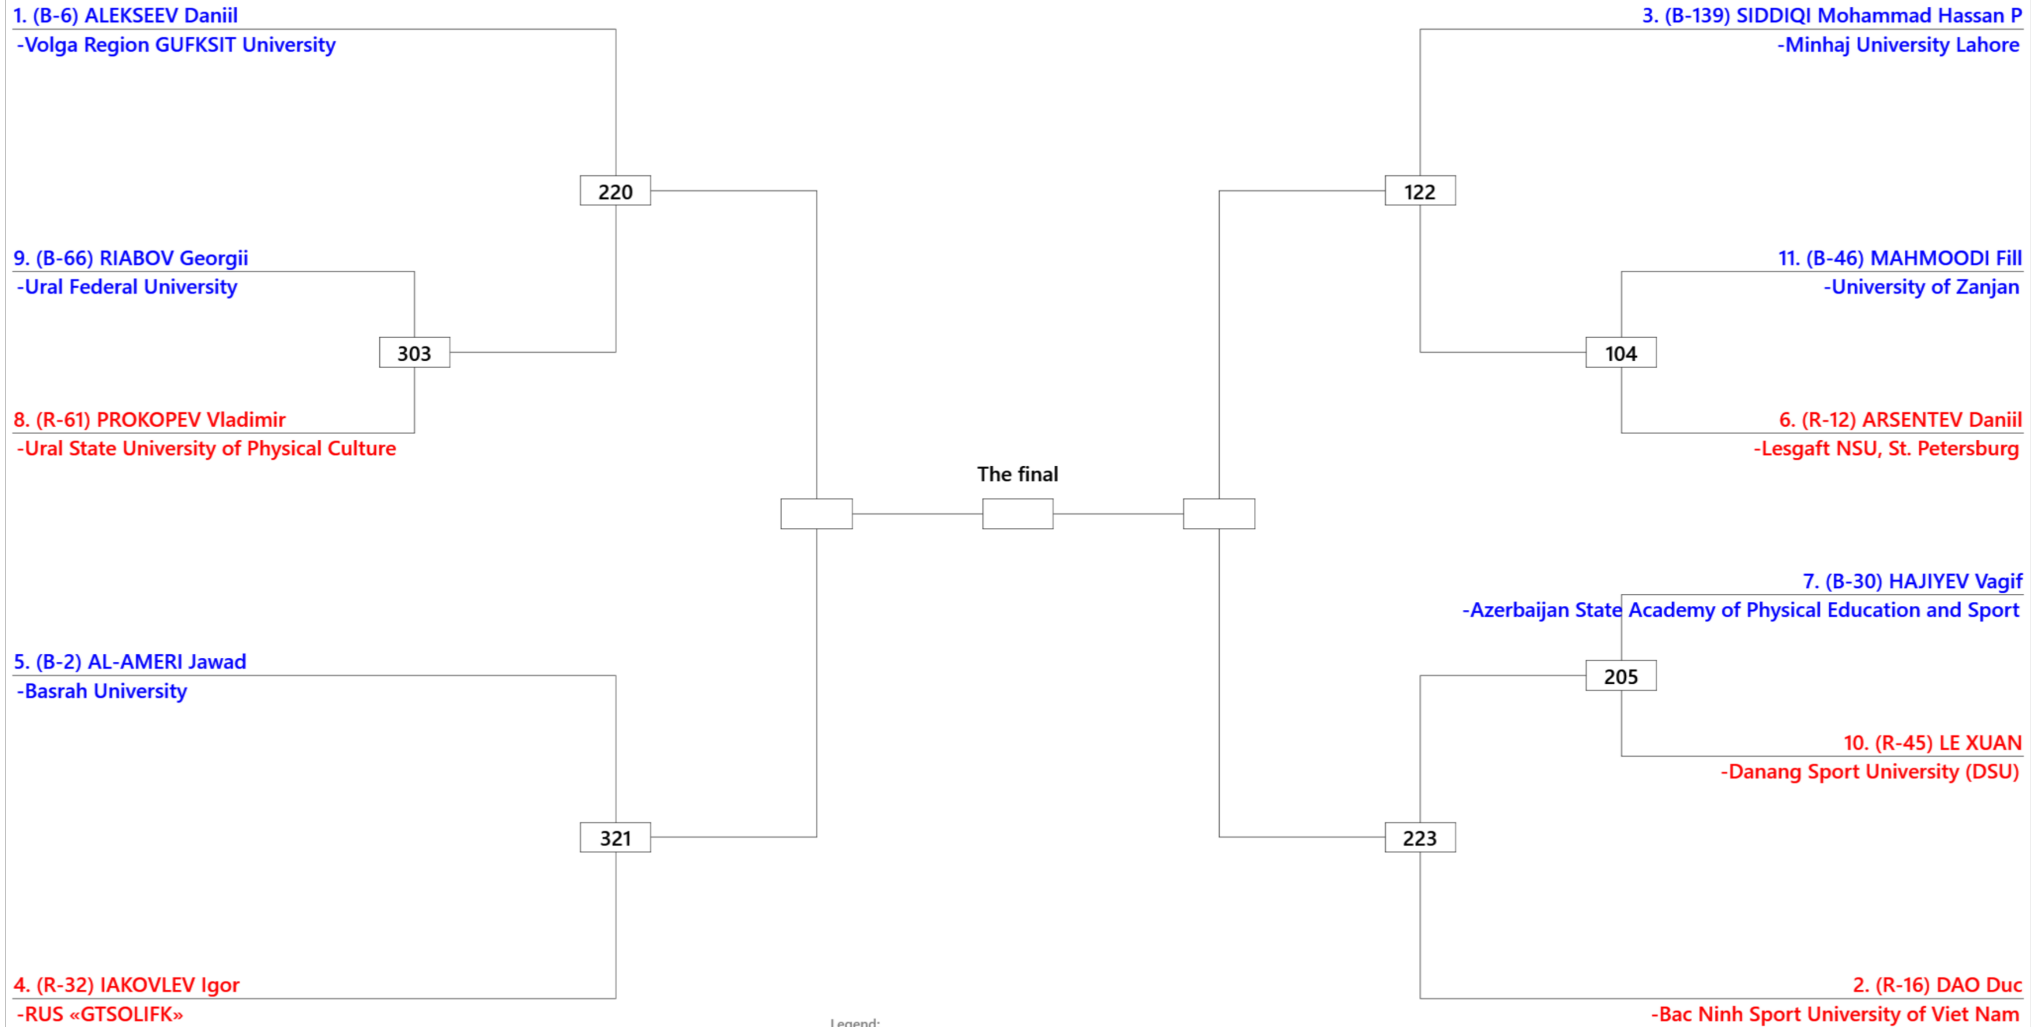 1. (B-6) ALEKSEEV Daniil
-Volga Region GUFKSIT University
220
9. (B-66) RIABOV Georgii
-Ural Federal University
303
8. (R-61) PROKOPEV Vladimir
-Ural State University of Physical Culture
5. (B-2) AL-AMERI Jawad
-Basrah University
321
4. (R-32) IAKOVLEV Igor
-RUS «GTSOLIFK»
The final
3. (B-139) SIDDIQI Mohammad Hassan P
-Minhaj University Lahore
122
11. (B-46) MAHMOODI Fill
-University of Zanjan
104
6. (R-12) ARSENTEV Daniil
-Lesgaft NSU, St. Petersburg
7. (B-30) HAJIYEV Vagif
-Azerbaijan State Academy of Physical Education and Sport
205
10. (R-45) LE XUAN
-Danang Sport University (DSU)
223
2. (R-16) DAO Duc
-Bac Ninh Sport University of Viet Nam
Legend: